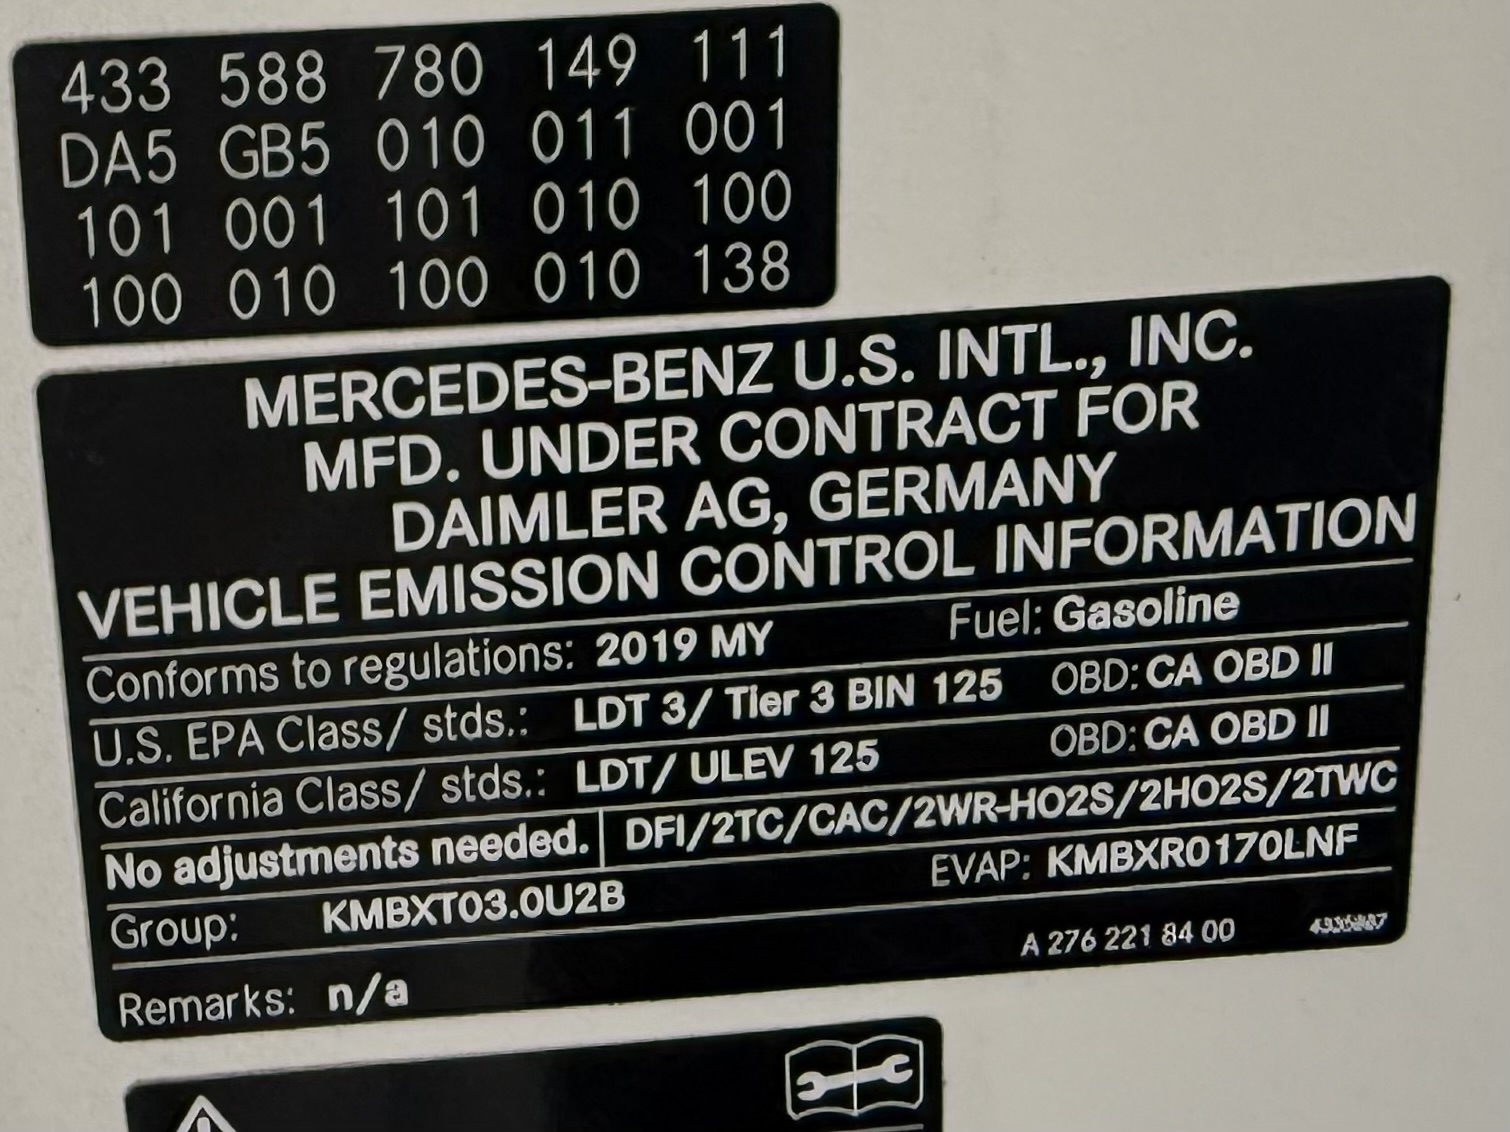 433 588 780 149 111
DA5 GB5 010 011 001
101 001 101 010 100
100 010 100 010 138
MERCEDES-BENZ U.S. INTL., INC.
MFD. UNDER CONTRACT FOR
DAIMLER AG, GERMANY
VEHICLE EMISSION CONTROL INFORMATION
Conforms to regulations: 2019 MY Fuel: Gasoline
U.S. EPA Class/ stds.: LDT 3/ Tier 3 BIN 125 OBD: CA OBD II
California Class/ stds.: LDT/ ULEV 125 OBD: CA OBD II
No adjustments needed. DFI/2TC/CAC/2WR-HO2S/2HO2S/2TWC
Group: KMBXT03.0U2B EVAP: KMBXR0170LNF
A 276 221 84 00
Remarks: n/a